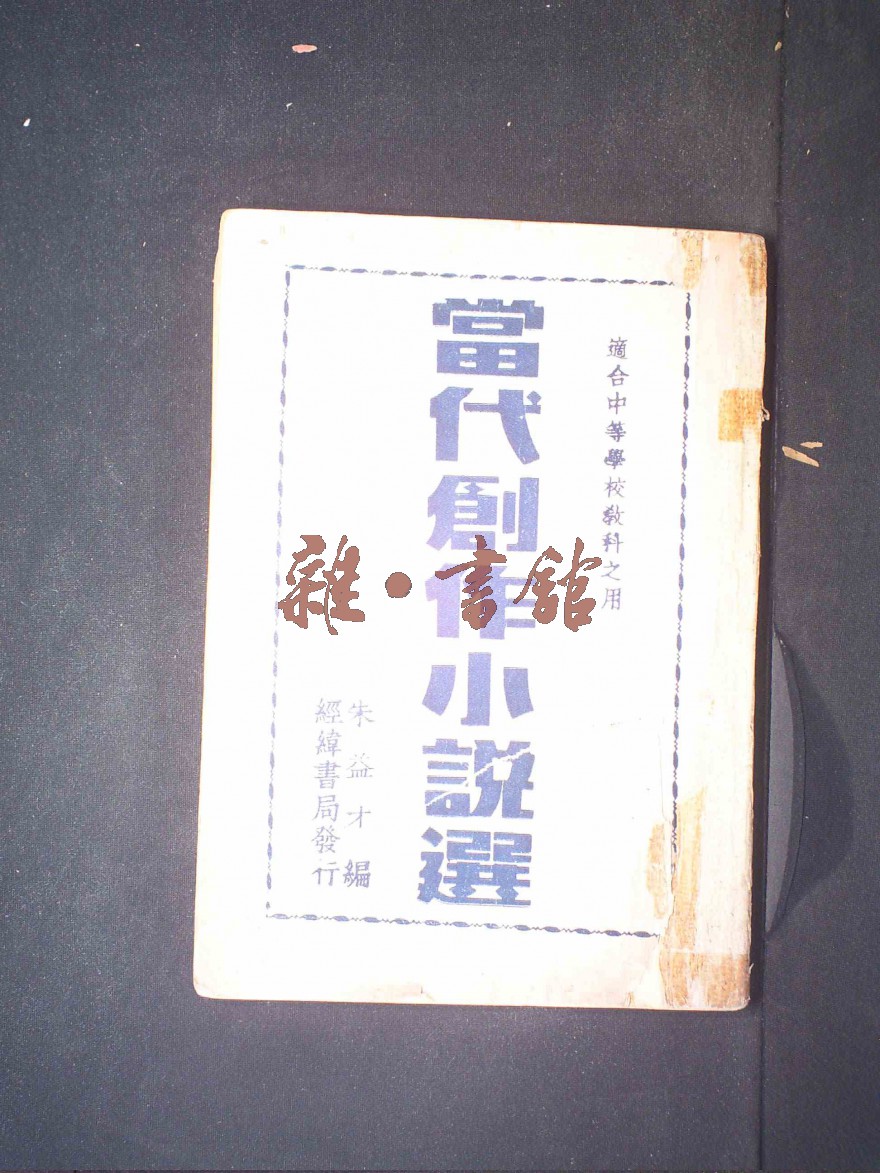 適合中等學校教科之用
當代創作小說選
朱益才編
經緯書局發行
雜·書館